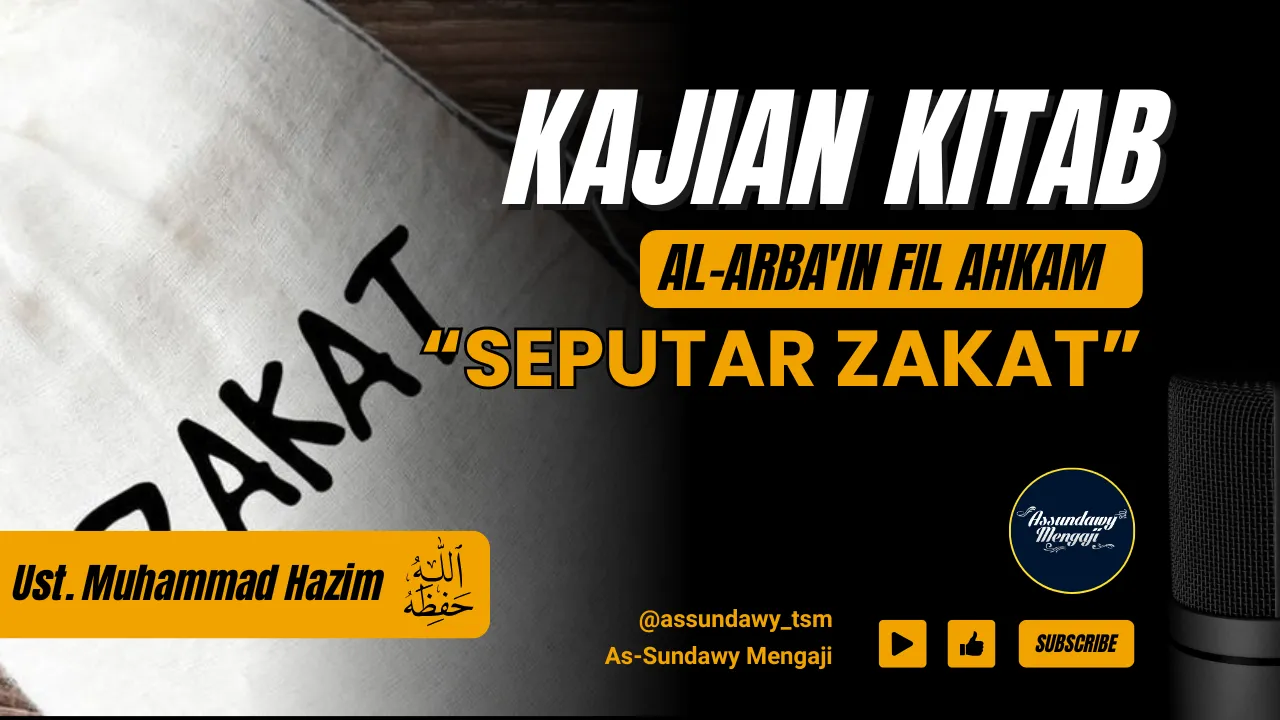 KAJIAN KITAB
AL-ARBA'IN FIL AHKAM
“SEPUTAR ZAKAT”
ZAKAT
Ust. Muhammad Hazim
حَفِظَهُ ٱللَّٰهُ
Assundawy
Mengaji
@assundawy_tsm
As-Sundawy Mengaji
SUBSCRIBE